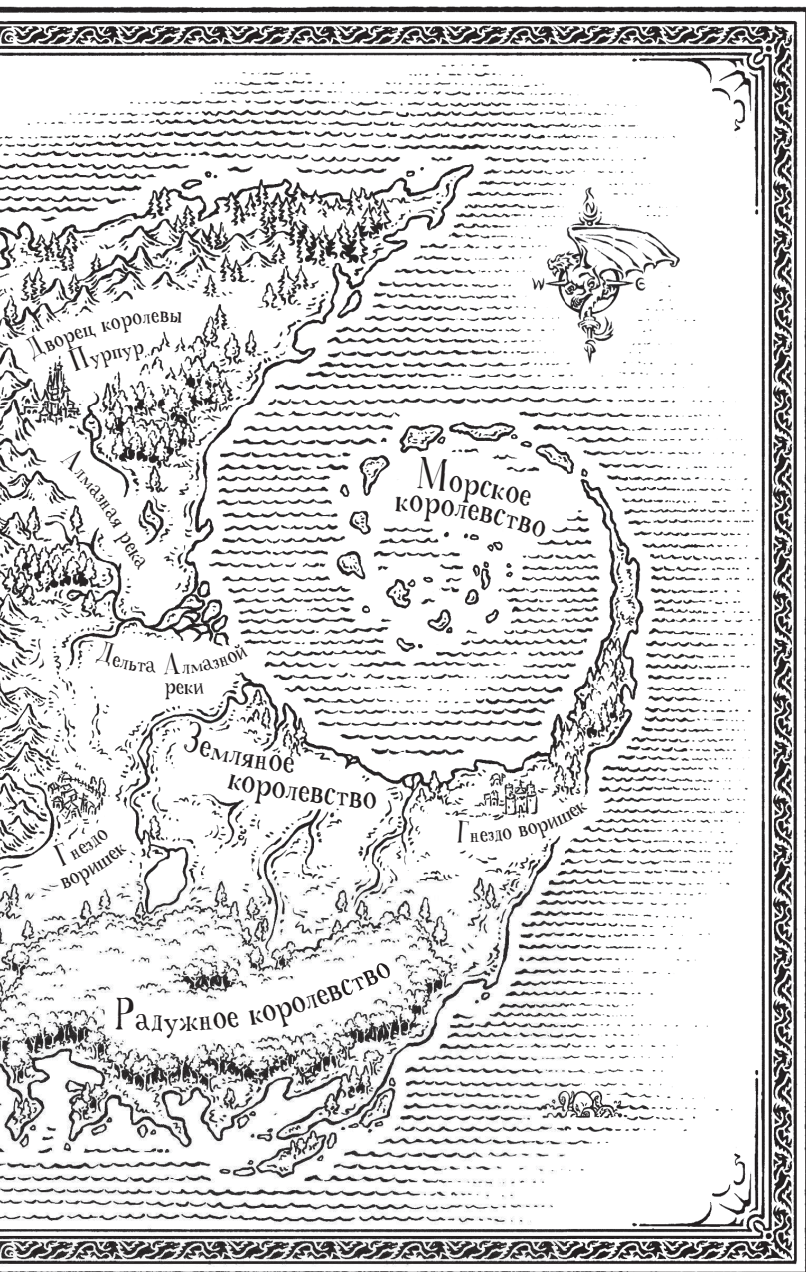 W E
Дворец королевы
Пурпур
Алмазная река
Морское
королевство
Дельта Алмазной
реки
Земляное
королевство
Гнездо воришек
Гнездо
воришек
Радужное королевство